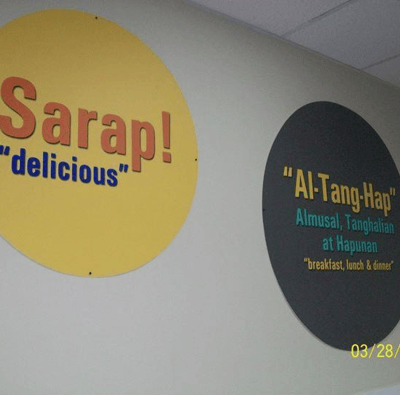 Sarap!
"delicious"
"Al-Tang-Hap"
Almusal, Tanghalian
at Hapunan
"breakfast, lunch & dinner"
03/28/